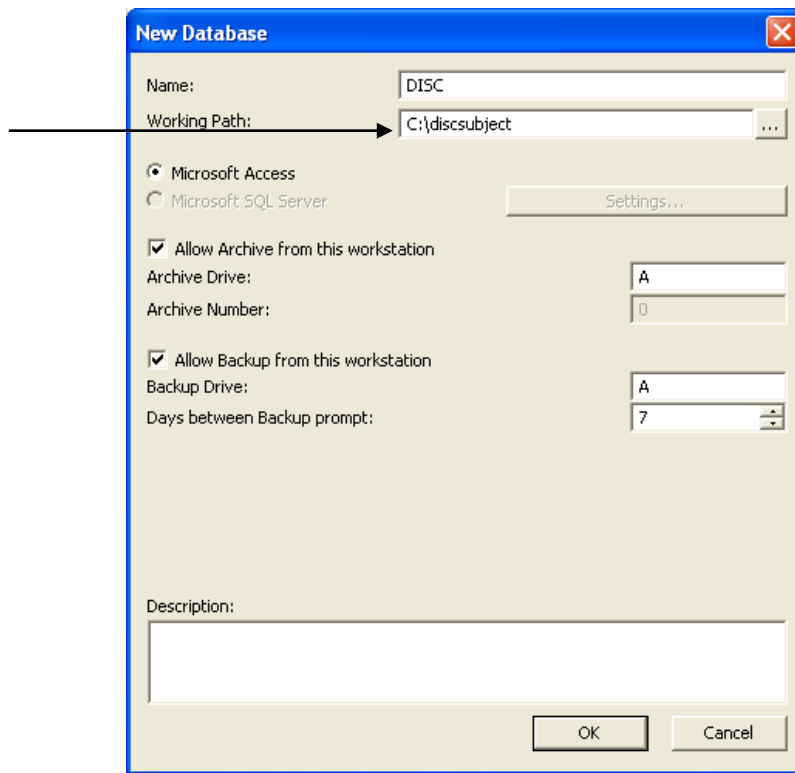 New Database
Name: DISC
Working Path: C:\discsubject ...
Microsoft Access
Microsoft SQL Server Settings...
Allow Archive from this workstation
Archive Drive: A
Archive Number: 0
Allow Backup from this workstation
Backup Drive: A
Days between Backup prompt: 7
Description:
OK Cancel